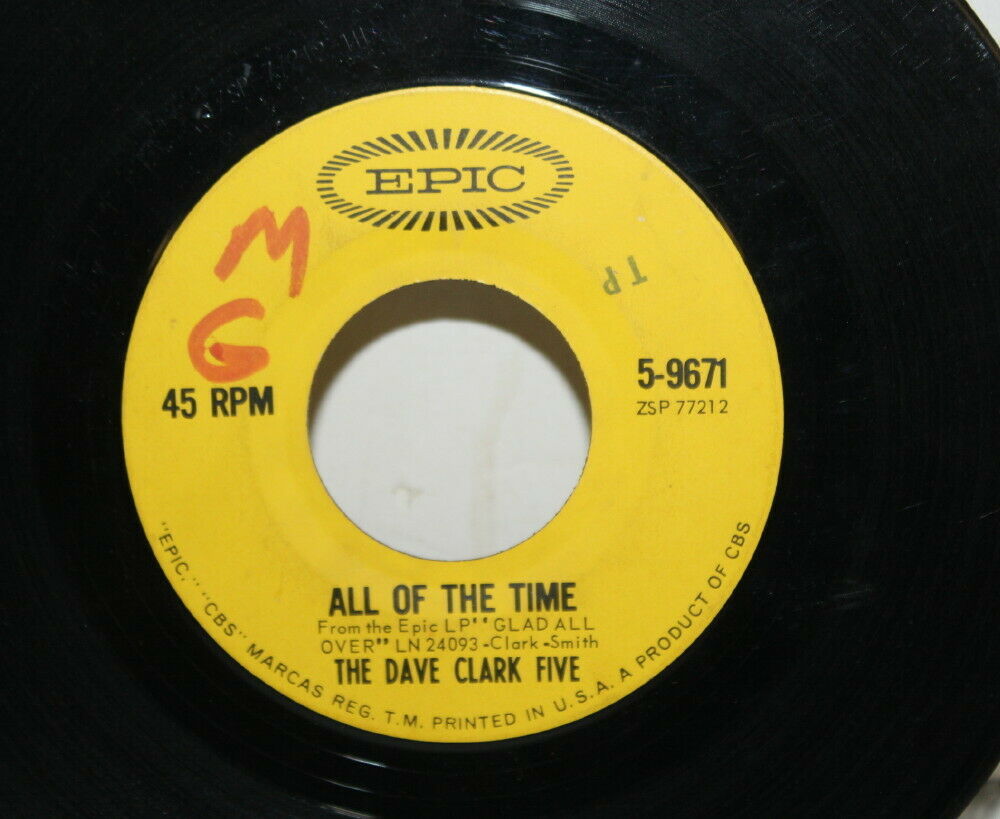 EPIC
M
G
TP
45 RPM
5-9671
ZSP 77212
ALL OF THE TIME
From the Epic LP" GLAD ALL
OVER" LN 24093 -Clark -Smith
THE DAVE CLARK FIVE
"EPIC," "CBS" MARCAS REG. T.M. PRINTED IN U.S.A. A PRODUCT OF CBS